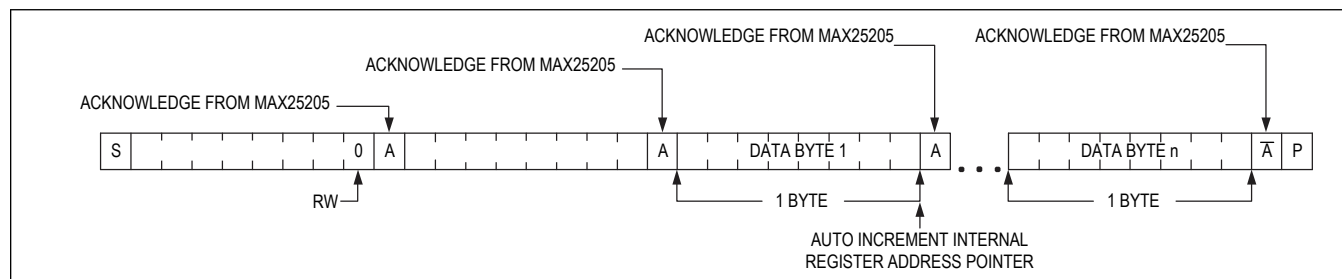 ACKNOWLEDGE FROM MAX25205
ACKNOWLEDGE FROM MAX25205
ACKNOWLEDGE FROM MAX25205
ACKNOWLEDGE FROM MAX25205
S 0 A A DATA BYTE 1 A ... DATA BYTE n A̅ P
RW 1 BYTE 1 BYTE
AUTO INCREMENT INTERNAL
REGISTER ADDRESS POINTER